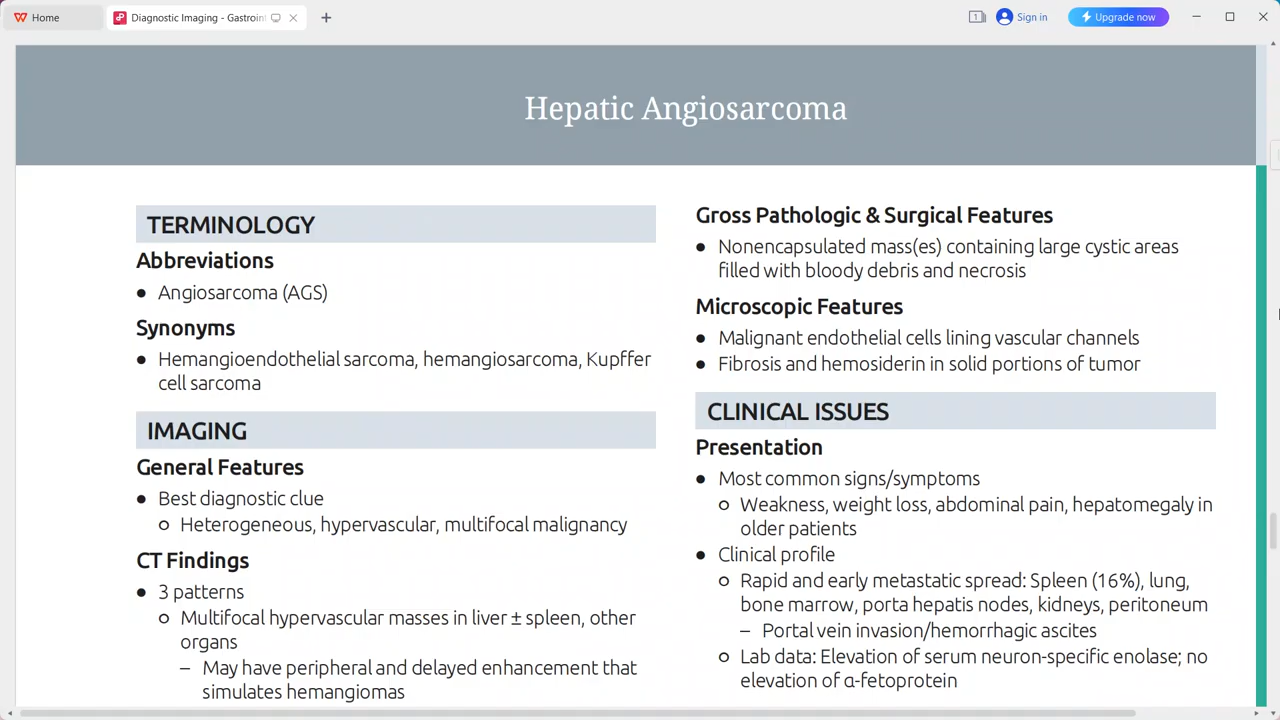 Home
Diagnostic Imaging - Gastroin
Sign in
Upgrade now
Hepatic Angiosarcoma
TERMINOLOGY
Abbreviations
● Angiosarcoma (AGS)
Synonyms
● Hemangioendothelial sarcoma, hemangiosarcoma, Kupffer
cell sarcoma
IMAGING
General Features
● Best diagnostic clue
○ Heterogeneous, hypervascular, multifocal malignancy
CT Findings
● 3 patterns
○ Multifocal hypervascular masses in liver ± spleen, other
organs
– May have peripheral and delayed enhancement that
simulates hemangiomas
Gross Pathologic & Surgical Features
● Nonencapsulated mass(es) containing large cystic areas
filled with bloody debris and necrosis
Microscopic Features
● Malignant endothelial cells lining vascular channels
● Fibrosis and hemosiderin in solid portions of tumor
CLINICAL ISSUES
Presentation
● Most common signs/symptoms
○ Weakness, weight loss, abdominal pain, hepatomegaly in
older patients
● Clinical profile
○ Rapid and early metastatic spread: Spleen (16%), lung,
bone marrow, porta hepatis nodes, kidneys, peritoneum
– Portal vein invasion/hemorrhagic ascites
○ Lab data: Elevation of serum neuron-specific enolase; no
elevation of α-fetoprotein